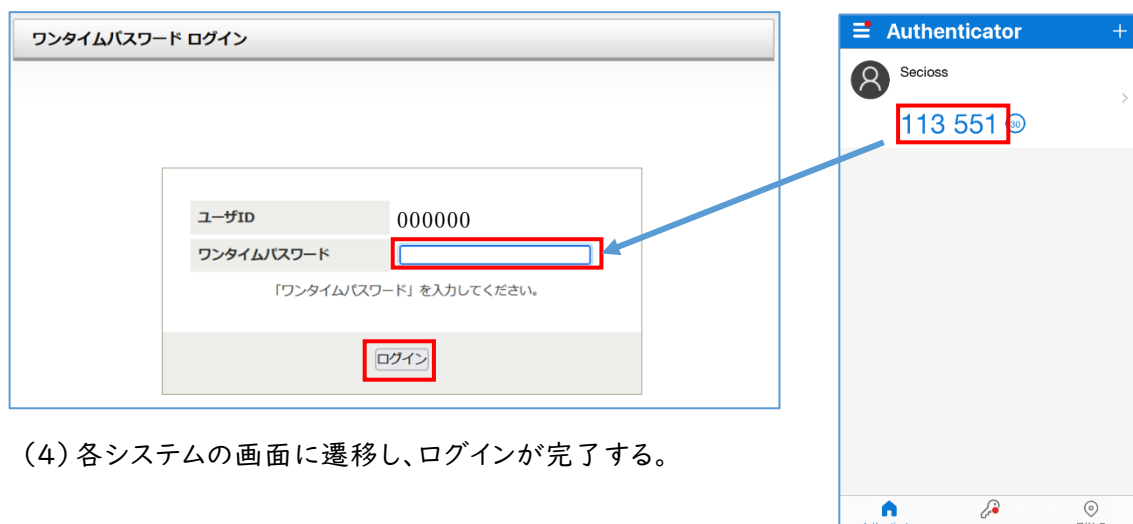 ワンタイムパスワード ログイン
ユーザID 000000
ワンタイムパスワード
「ワンタイムパスワード」を入力してください。
ログイン
Authenticator
Secioss
113 551 30
(4)各システムの画面に遷移し、ログインが完了する。